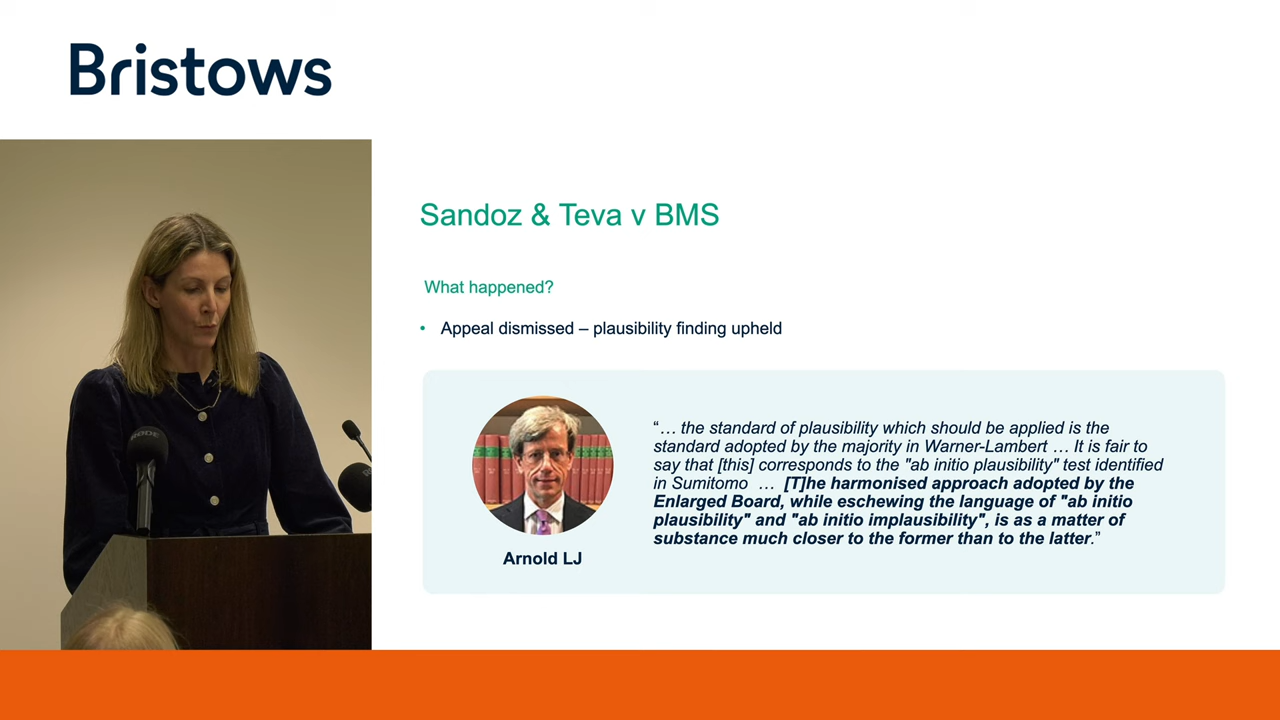 Bristows
Sandoz & Teva v BMS
What happened?
• Appeal dismissed – plausibility finding upheld
“… the standard of plausibility which should be applied is the
standard adopted by the majority in Warner-Lambert … It is fair to
say that [this] corresponds to the "ab initio plausibility" test identified
in Sumitomo … [T]he harmonised approach adopted by the
Enlarged Board, while eschewing the language of "ab initio
plausibility" and "ab initio implausibility", is as a matter of
substance much closer to the former than to the latter.”
Arnold LJ
RODE